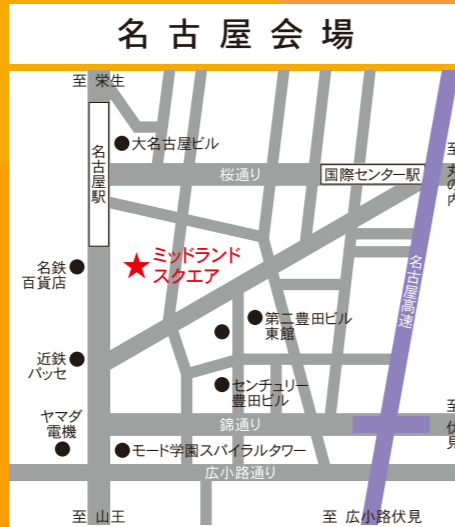 名古屋会場
至 栄生
大名古屋ビル
名古屋駅
桜通り
国際センター駅
至 丸の内
ミッドランド
スクエア
名鉄
百貨店
名古屋高速
第二豊田ビル
東館
近鉄
パッセ
センチュリー
豊田ビル
ヤマダ
電機
錦通り
至 伏見
モード学園スパイラルタワー
広小路通り
至 山王
至 広小路伏見